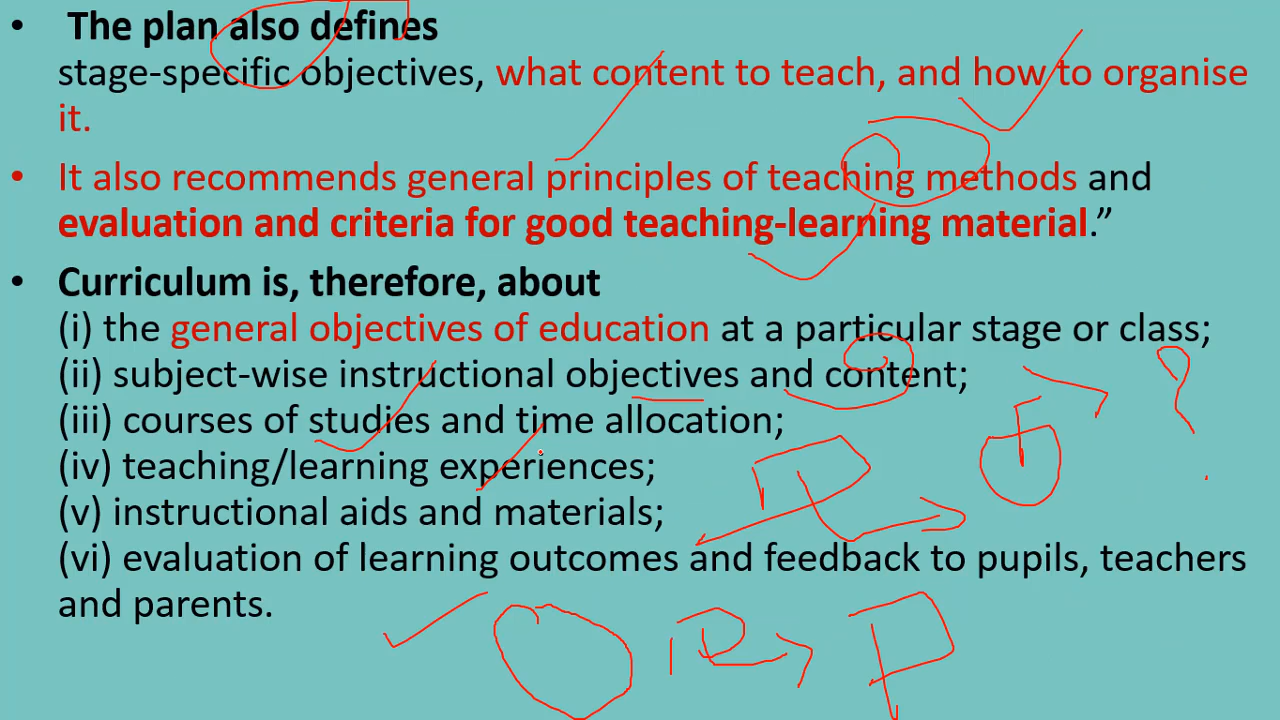 • The plan also defines
stage-specific objectives, what content to teach, and how to organise
it.
• It also recommends general principles of teaching methods and
evaluation and criteria for good teaching-learning material.”
• Curriculum is, therefore, about
(i) the general objectives of education at a particular stage or class;
(ii) subject-wise instructional objectives and content;
(iii) courses of studies and time allocation;
(iv) teaching/learning experiences;
(v) instructional aids and materials;
(vi) evaluation of learning outcomes and feedback to pupils, teachers
and parents.